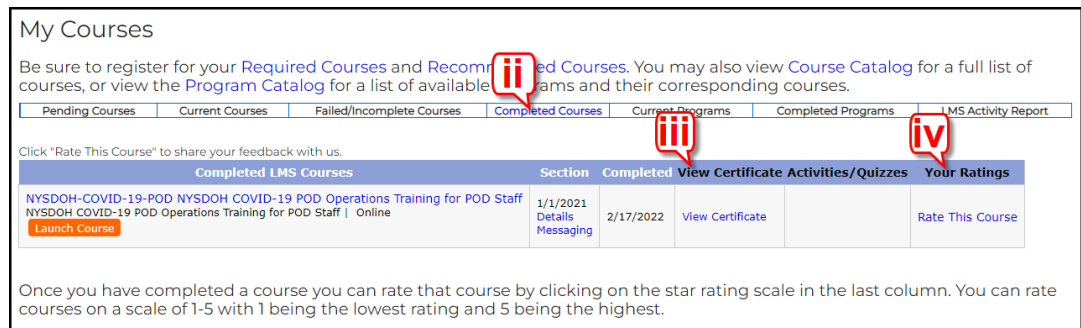 My Courses
Be sure to register for your Required Courses and Recomm ed Courses. You may also view Course Catalog for a full list of
courses, or view the Program Catalog for a list of available rams and their corresponding courses.
ii
Pending Courses Current Courses Failed/Incomplete Courses Completed Courses Current Programs Completed Programs LMS Activity Report
iii iv
Click "Rate This Course" to share your feedback with us.
Completed LMS Courses Section Completed View Certificate Activities/Quizzes Your Ratings
NYSDOH-COVID-19-POD NYSDOH COVID-19 POD Operations Training for POD Staff
NYSDOH COVID-19 POD Operations Training for POD Staff | Online
Launch Course
1/1/2021
Details
Messaging
2/17/2022 View Certificate Rate This Course
Once you have completed a course you can rate that course by clicking on the star rating scale in the last column. You can rate
courses on a scale of 1-5 with 1 being the lowest rating and 5 being the highest.